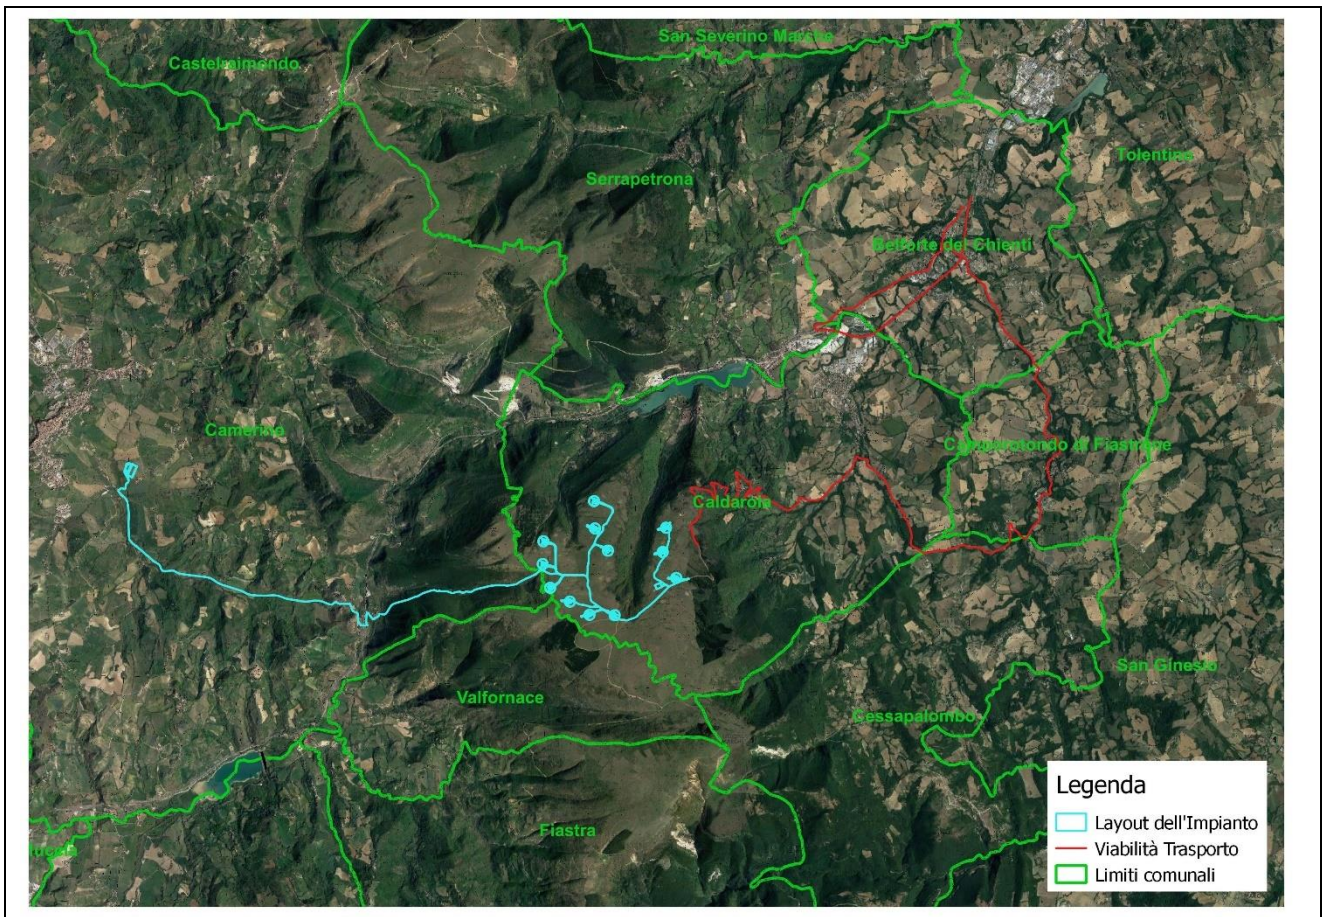 San Severino Marche
Castelraimondo
Tolentino
Serrapetrona
Belforte del Chienti
Camerino
Camporotondo di Fiastrone
Caldarola
San Ginesio
Valfornace
Cessapalombo
Fiastra
Legenda
Layout dell'Impianto
Viabilità Trasporto
Limiti comunali